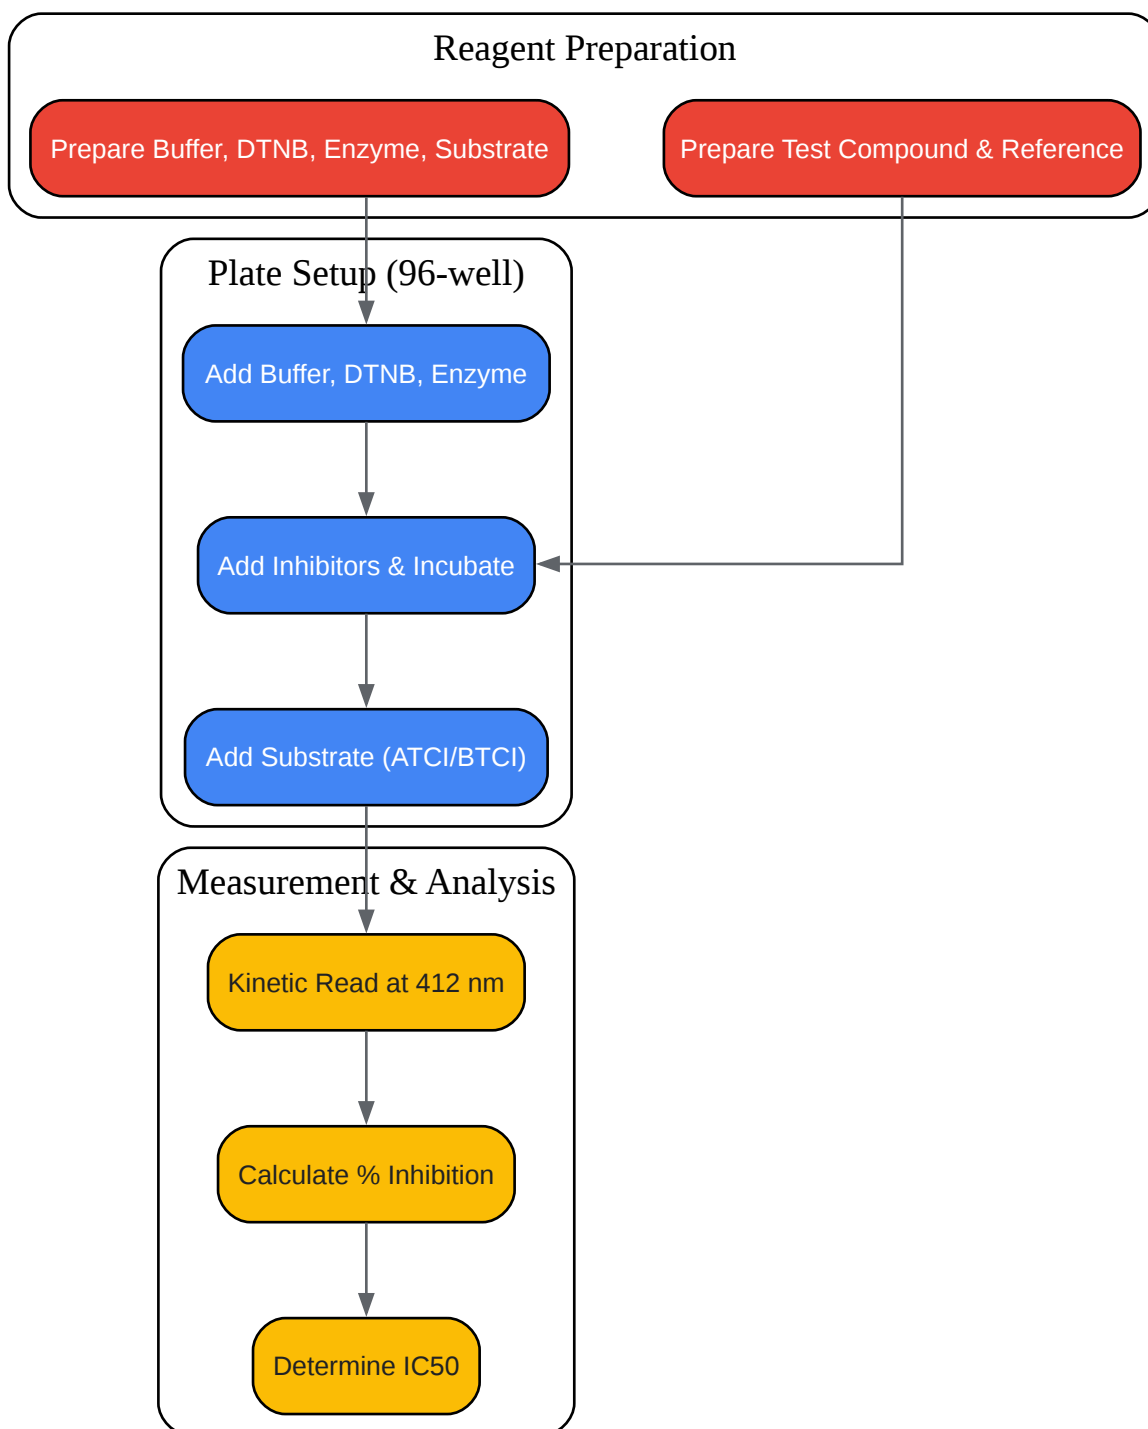 Reagent Preparation
Prepare Buffer, DTNB, Enzyme, Substrate
Prepare Test Compound & Reference
Plate Setup (96-well)
Add Buffer, DTNB, Enzyme
Add Inhibitors & Incubate
Add Substrate (ATCI/BTCI)
Measurement & Analysis
Kinetic Read at 412 nm
Calculate % Inhibition
Determine IC50